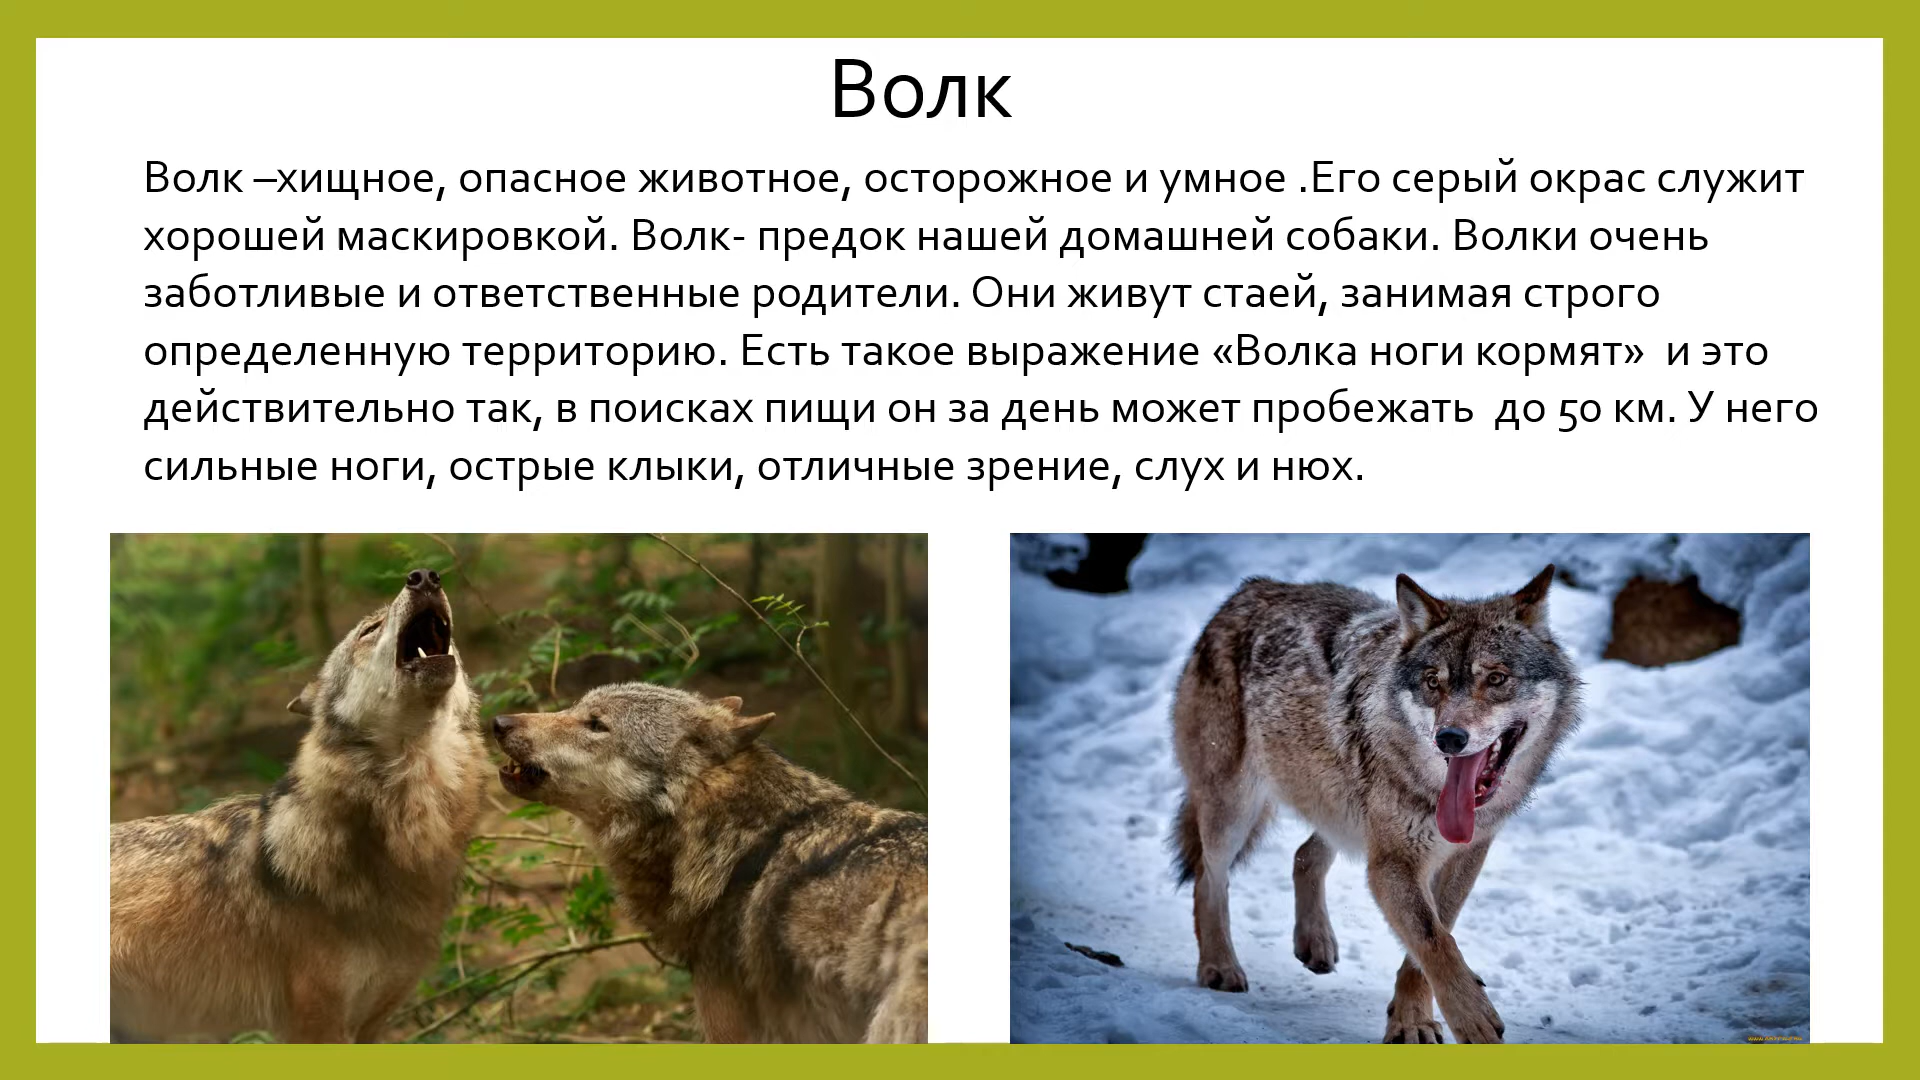 Волк
Волк –хищное, опасное животное, осторожное и умное .Его серый окрас служит
хорошей маскировкой. Волк- предок нашей домашней собаки. Волки очень
заботливые и ответственные родители. Они живут стаей, занимая строго
определенную территорию. Есть такое выражение «Волка ноги кормят»  и это
действительно так, в поисках пищи он за день может пробежать  до 50 км. У него
сильные ноги, острые клыки, отличные зрение, слух и нюх.